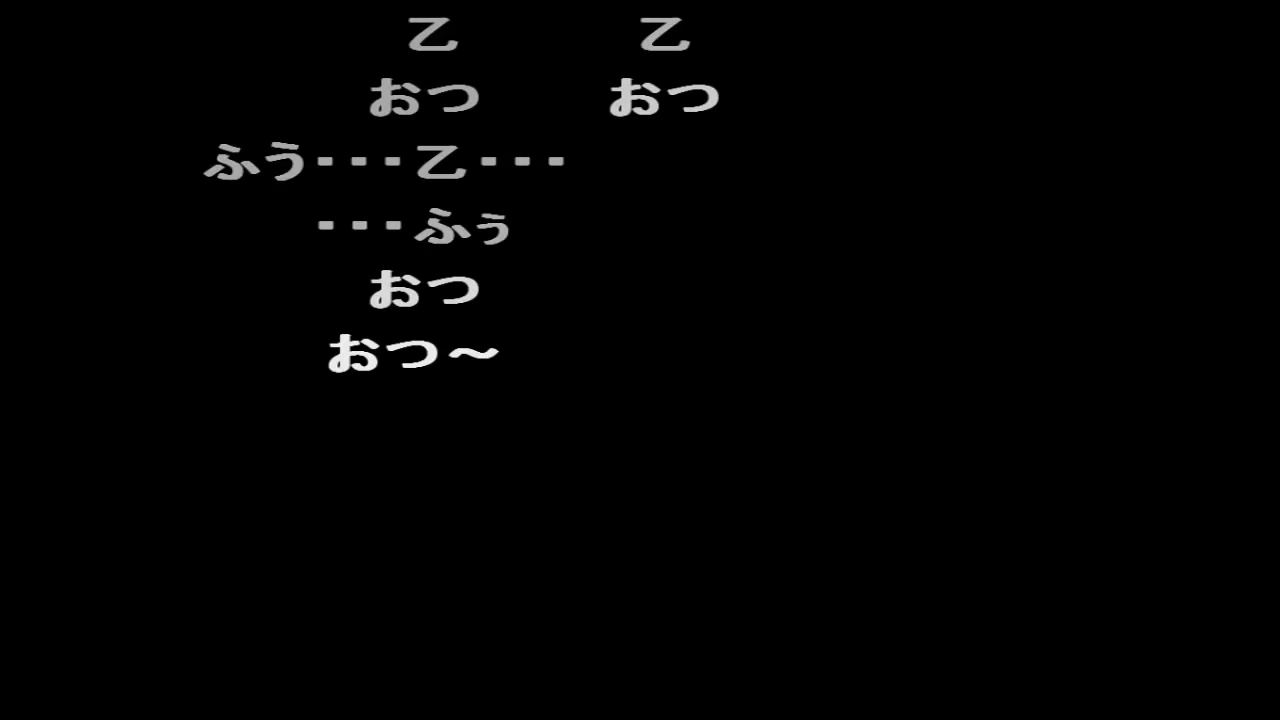 乙 乙
おつ おつ
ふう・・・乙・・・
・・・ふぅ
おつ
おつ～